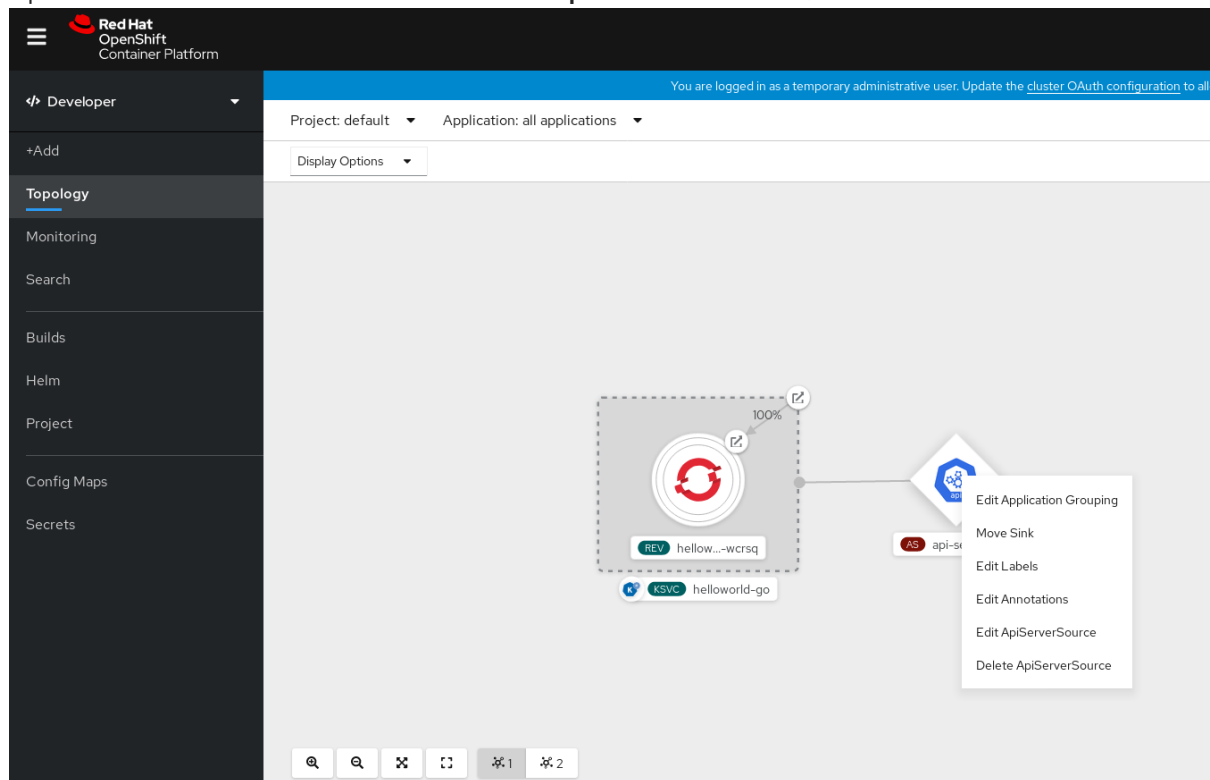 Red Hat
OpenShift
Container Platform
You are logged in as a temporary administrative user. Update the cluster OAuth configuration to all
Developer
Project: default
Application: all applications
+Add
Display Options
Topology
Monitoring
Search
Builds
Helm
Project
Config Maps
Secrets
100%
REV hellow...-wcrsq
KSVC helloworld-go
api
AS api-se
Edit Application Grouping
Move Sink
Edit Labels
Edit Annotations
Edit ApiServerSource
Delete ApiServerSource
1
2